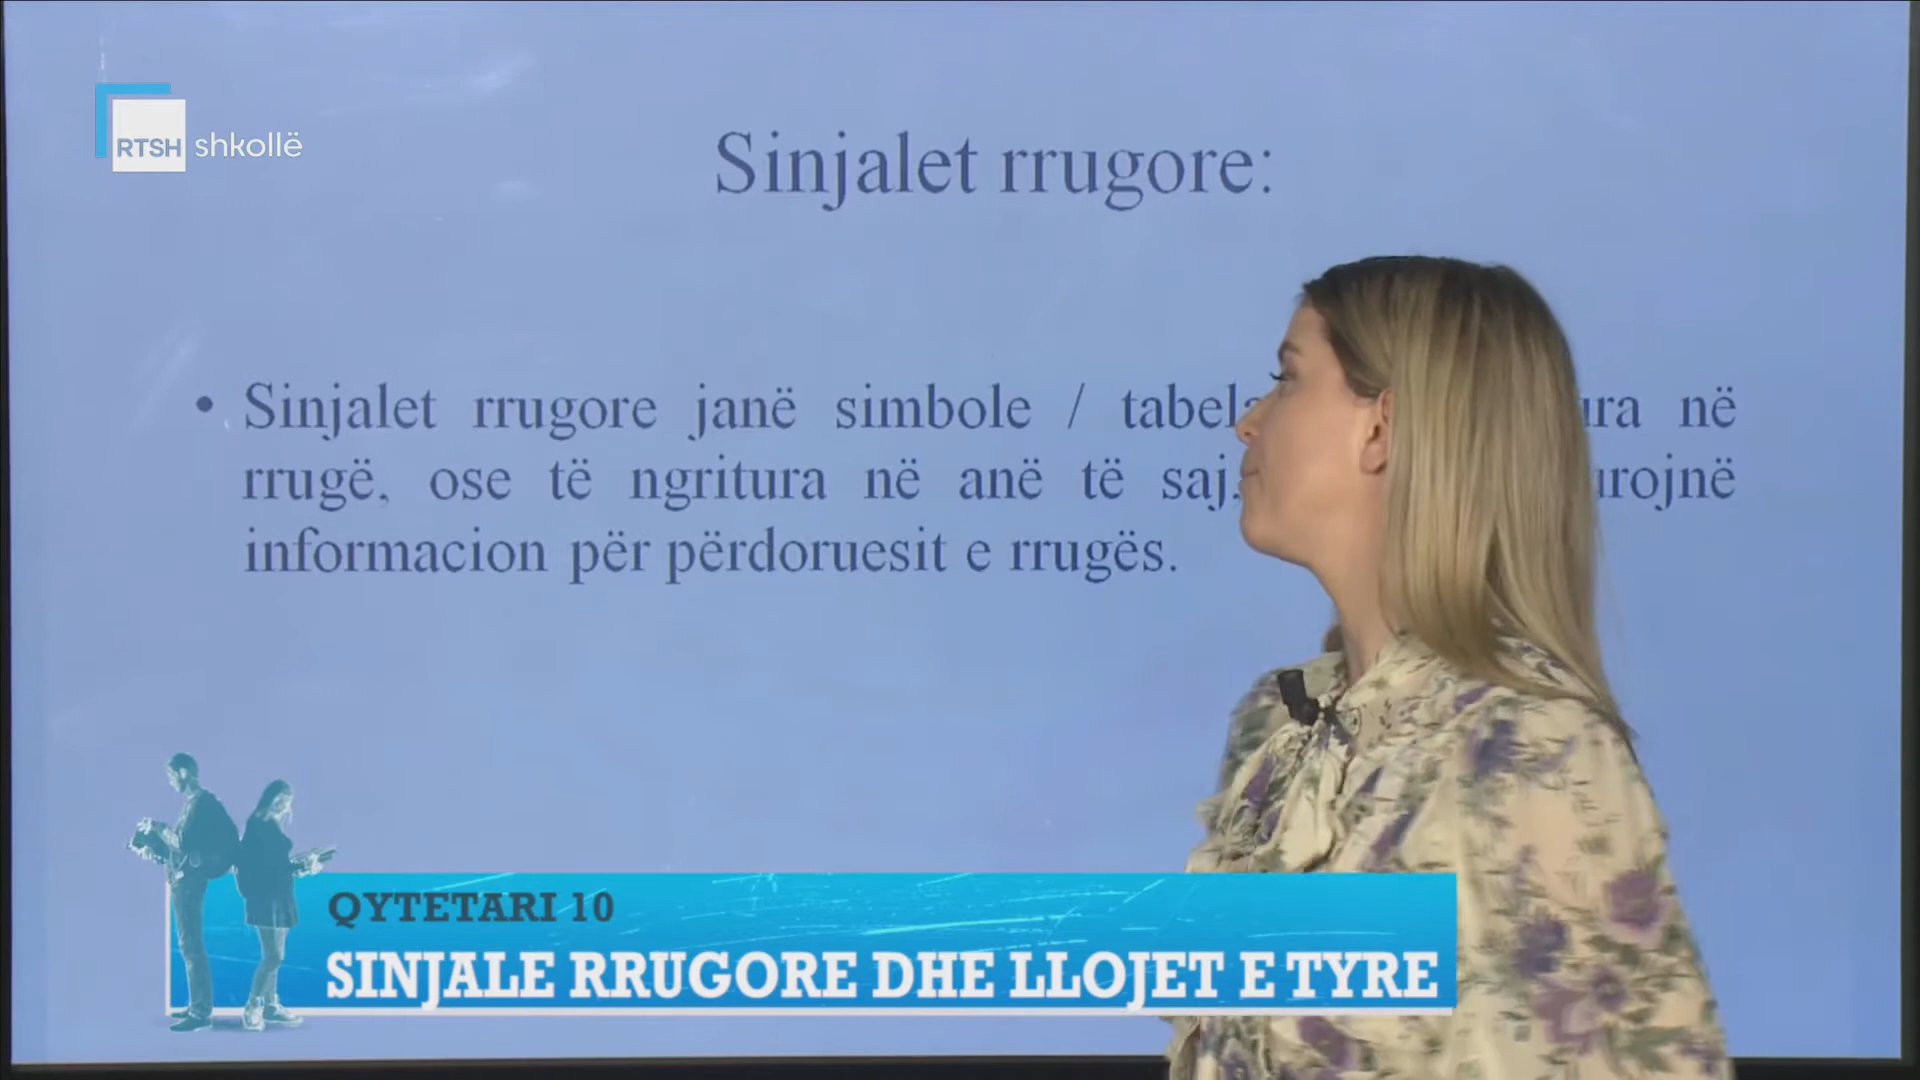 RTSH shkollë
Sinjalet rrugore:
• Sinjalet rrugore janë simbole / në
rrugë, ose të ngritura në anë të saj,
informacion për përdoruesit e rrugës.
QYTETARI 10
SINJALE RRUGORE DHE LLOJET E TYRE